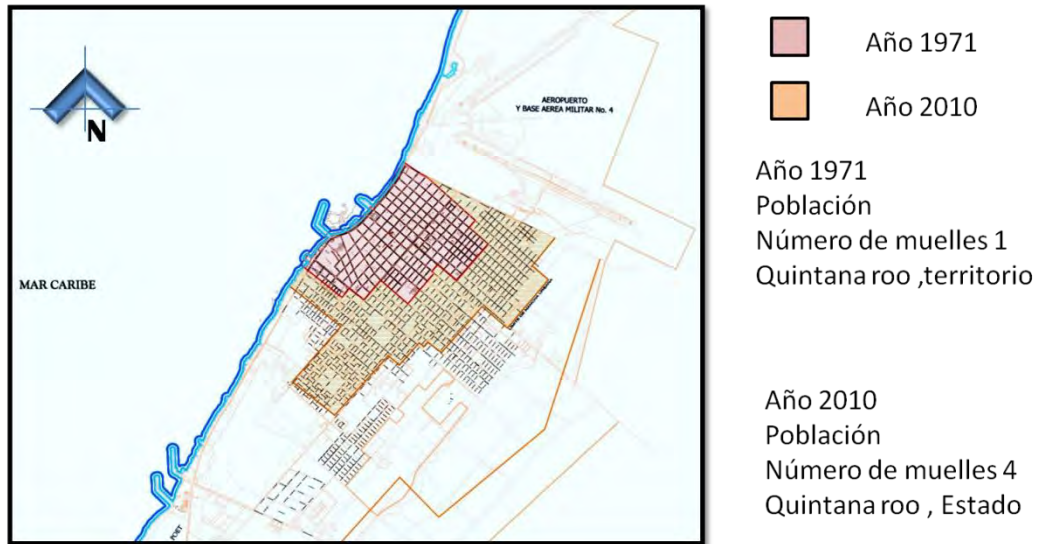 N
AEROPUERTO
Y BASE AEREA MILITAR No. 4
MAR CARIBE
Año 1971
Año 2010
Año 1971
Población
Número de muelles 1
Quintana roo ,territorio
Año 2010
Población
Número de muelles 4
Quintana roo , Estado